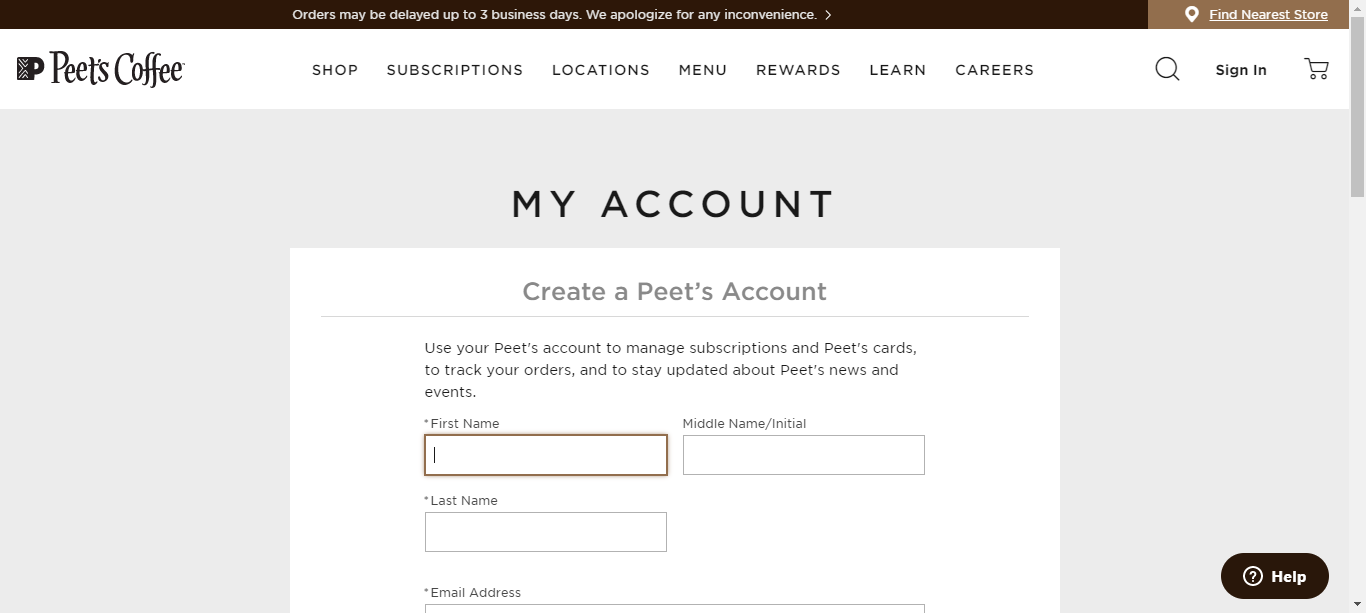 Orders may be delayed up to 3 business days. We apologize for any inconvenience.
Find Nearest Store
Peet's Coffee
SHOP
SUBSCRIPTIONS
LOCATIONS
MENU
REWARDS
LEARN
CAREERS
Sign In
MY ACCOUNT
Create a Peet’s Account
Use your Peet's account to manage subscriptions and Peet's cards,
to track your orders, and to stay updated about Peet's news and
events.
*First Name
Middle Name/Initial
*Last Name
*Email Address
Help